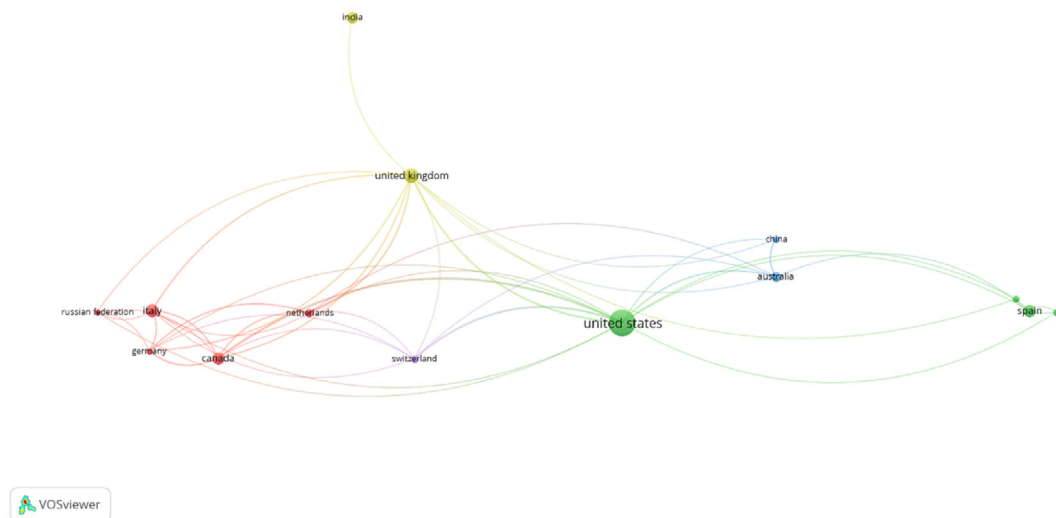 india
united kingdom
china
australia
russian federation
italy
netherlands
spain
united states
germany
canada
switzerland
VOSviewer